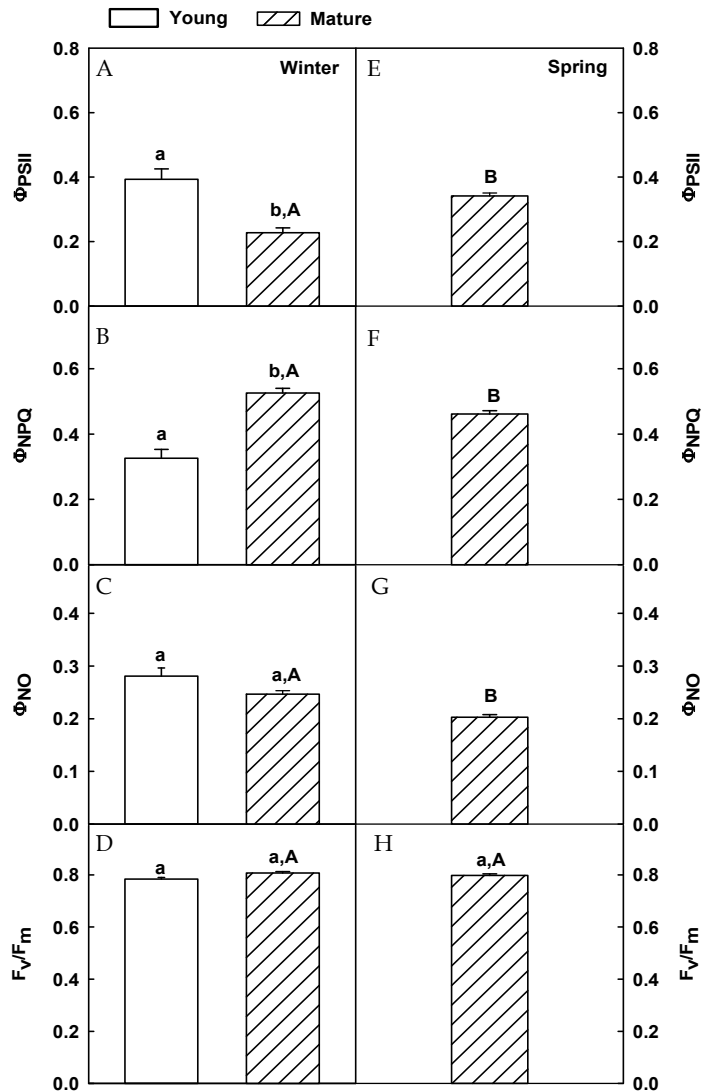 Young Mature
A Winter E Spring
0.8 0.8
0.6 0.6
ΦPSII a ΦPSII
0.4 B 0.4
b,A
0.2 0.2
0.0 0.0
B F
0.6 b,A 0.6
ΦNPQ B ΦNPQ
0.4 a 0.4
0.2 0.2
0.0 0.0
C G
0.4 0.4
a
0.3 a,A 0.3
ΦNO B ΦNO
0.2 0.2
0.1 0.1
0.0 0.0
D H
a a,A a,A
0.8 0.8
0.6 0.6
Fv/Fm Fv/Fm
0.4 0.4
0.2 0.2
0.0 0.0